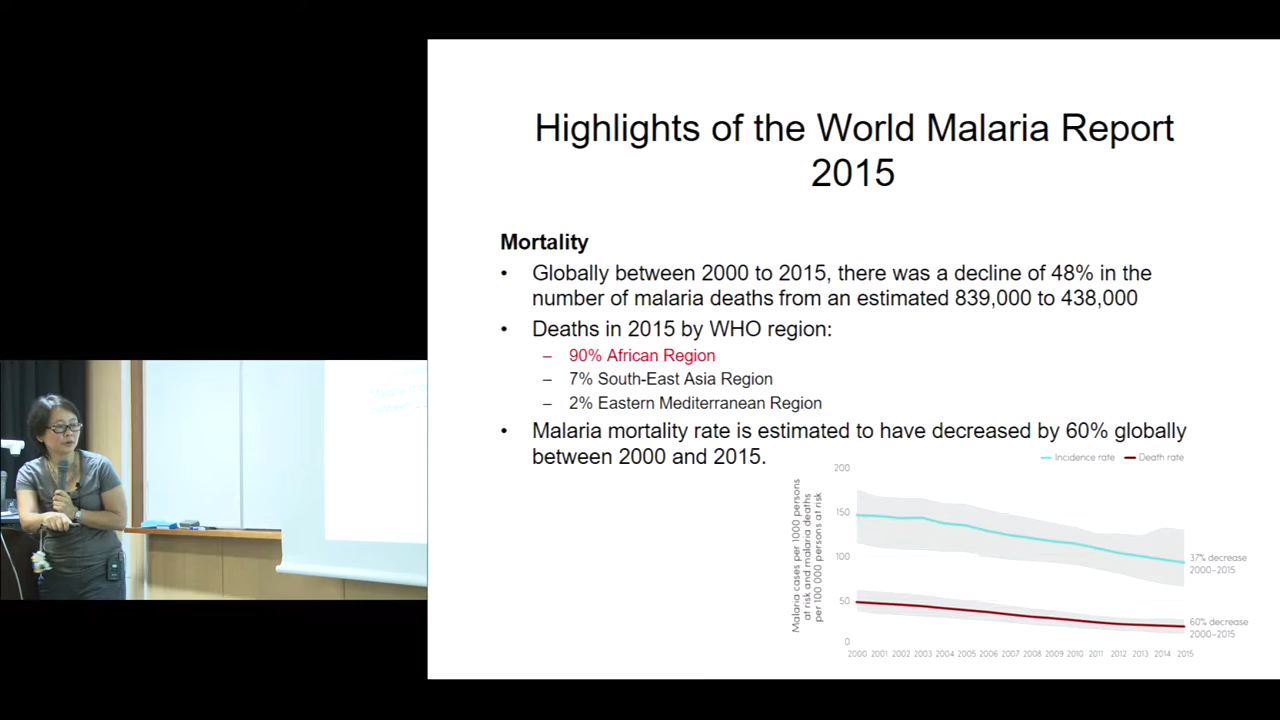 Highlights of the World Malaria Report
2015
Mortality
• Globally between 2000 to 2015, there was a decline of 48% in the
number of malaria deaths from an estimated 839,000 to 438,000
• Deaths in 2015 by WHO region:
– 90% African Region
– 7% South-East Asia Region
– 2% Eastern Mediterranean Region
• Malaria mortality rate is estimated to have decreased by 60% globally
between 2000 and 2015.
Incidence rate Death rate
Malaria cases per 1000 persons
at risk and malaria deaths
per 100 000 persons at risk
200
150
100
50
0
37% decrease
2000–2015
60% decrease
2000–2015
2000 2001 2002 2003 2004 2005 2006 2007 2008 2009 2010 2011 2012 2013 2014 2015